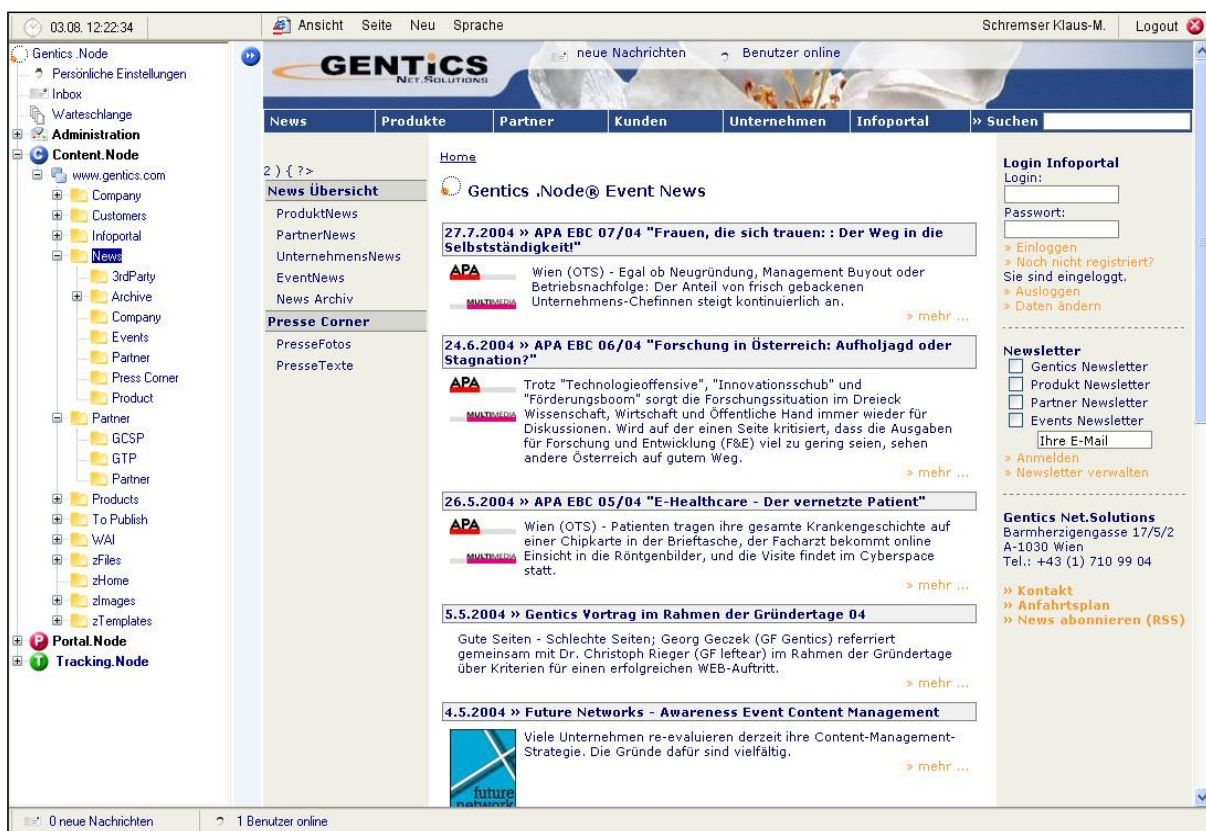 03.08. 12:22:34
Ansicht Seite Neu Sprache
Schremser Klaus-M. Logout
Gentics .Node
Persönliche Einstellungen
Inbox
Warteschlange
Administration
Content.Node
www.gentics.com
Company
Customers
Infoportal
News
3rdParty
Archive
Company
Events
Partner
Press Corner
Product
Partner
GCSP
GTP
Partner
Products
To Publish
WAI
zFiles
zHome
zImages
zTemplates
Portal.Node
Tracking.Node
GENTiCS
NET.SOLUTIONS
neue Nachrichten Benutzer online
News Produkte Partner Kunden Unternehmen Infoportal » Suchen
2 ) { ?>
News Übersicht
ProduktNews
PartnerNews
UnternehmensNews
EventNews
News Archiv
Presse Corner
PresseFotos
PresseTexte
Home
Gentics .Node® Event News
27.7.2004 » APA EBC 07/04 "Frauen, die sich trauen: : Der Weg in die
Selbstständigkeit!"
APA
MULTIMEDIA
Wien (OTS) - Egal ob Neugründung, Management Buyout oder
Betriebsnachfolge: Der Anteil von frisch gebackenen
Unternehmens-Chefinnen steigt kontinuierlich an.
» mehr ...
24.6.2004 » APA EBC 06/04 "Forschung in Österreich: Aufholjagd oder
Stagnation?"
APA
MULTIMEDIA
Trotz "Technologieoffensive", "Innovationsschub" und
"Förderungsboom" sorgt die Forschungssituation im Dreieck
Wissenschaft, Wirtschaft und Öffentliche Hand immer wieder für
Diskussionen. Wird auf der einen Seite kritisiert, dass die Ausgaben
für Forschung und Entwicklung (F&E) viel zu gering seien, sehen
andere Österreich auf gutem Weg.
» mehr ...
26.5.2004 » APA EBC 05/04 "E-Healthcare - Der vernetzte Patient"
APA
MULTIMEDIA
Wien (OTS) - Patienten tragen ihre gesamte Krankengeschichte auf
einer Chipkarte in der Brieftasche, der Facharzt bekommt online
Einsicht in die Röntgenbilder, und die Visite findet im Cyberspace
statt.
» mehr ...
5.5.2004 » Gentics Vortrag im Rahmen der Gründertage 04
Gute Seiten - Schlechte Seiten; Georg Geczek (GF Gentics) referriert
gemeinsam mit Dr. Christoph Rieger (GF leftear) im Rahmen der Gründertage
über Kriterien für einen erfolgreichen WEB-Auftritt.
» mehr ...
4.5.2004 » Future Networks - Awareness Event Content Management
future
network
Viele Unternehmen re-evaluieren derzeit ihre Content-Management-
Strategie. Die Gründe dafür sind vielfältig.
» mehr ...
Login Infoportal
Login:
Passwort:
» Einloggen
» Noch nicht registriert?
Sie sind eingeloggt.
» Ausloggen
» Daten ändern
Newsletter
Gentics Newsletter
Produkt Newsletter
Partner Newsletter
Events Newsletter
Ihre E-Mail
» Anmelden
» Newsletter verwalten
Gentics Net.Solutions
Barmherzigengasse 17/5/2
A-1030 Wien
Tel.: +43 (1) 710 99 04
» Kontakt
» Anfahrtsplan
» News abonnieren (RSS)
0 neue Nachrichten 1 Benutzer online